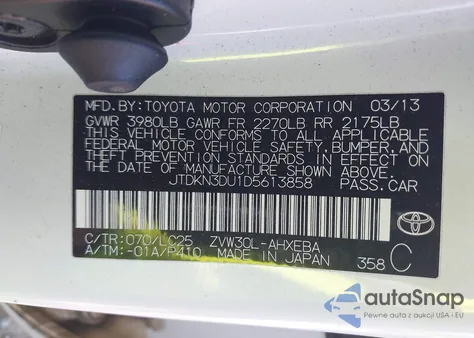 MFD. BY: TOYOTA MOTOR CORPORATION 03/13
GVWR 3980LB GAWR FR 2270LB RR 2175LB
THIS VEHICLE CONFORMS TO ALL APPLICABLE
FEDERAL MOTOR VEHICLE SAFETY, BUMPER, AND
THEFT PREVENTION STANDARDS IN EFFECT ON
THE DATE OF MANUFACTURE SHOWN ABOVE.
JTDKN3DU1D5613858 PASS. CAR
C/TR: 070/LC25 ZVW30L-AHXEBA
A/TM: -01A/P410 MADE IN JAPAN 358 C
TOYOTA
autoSnap
Pewne auta z aukcji USA i EU